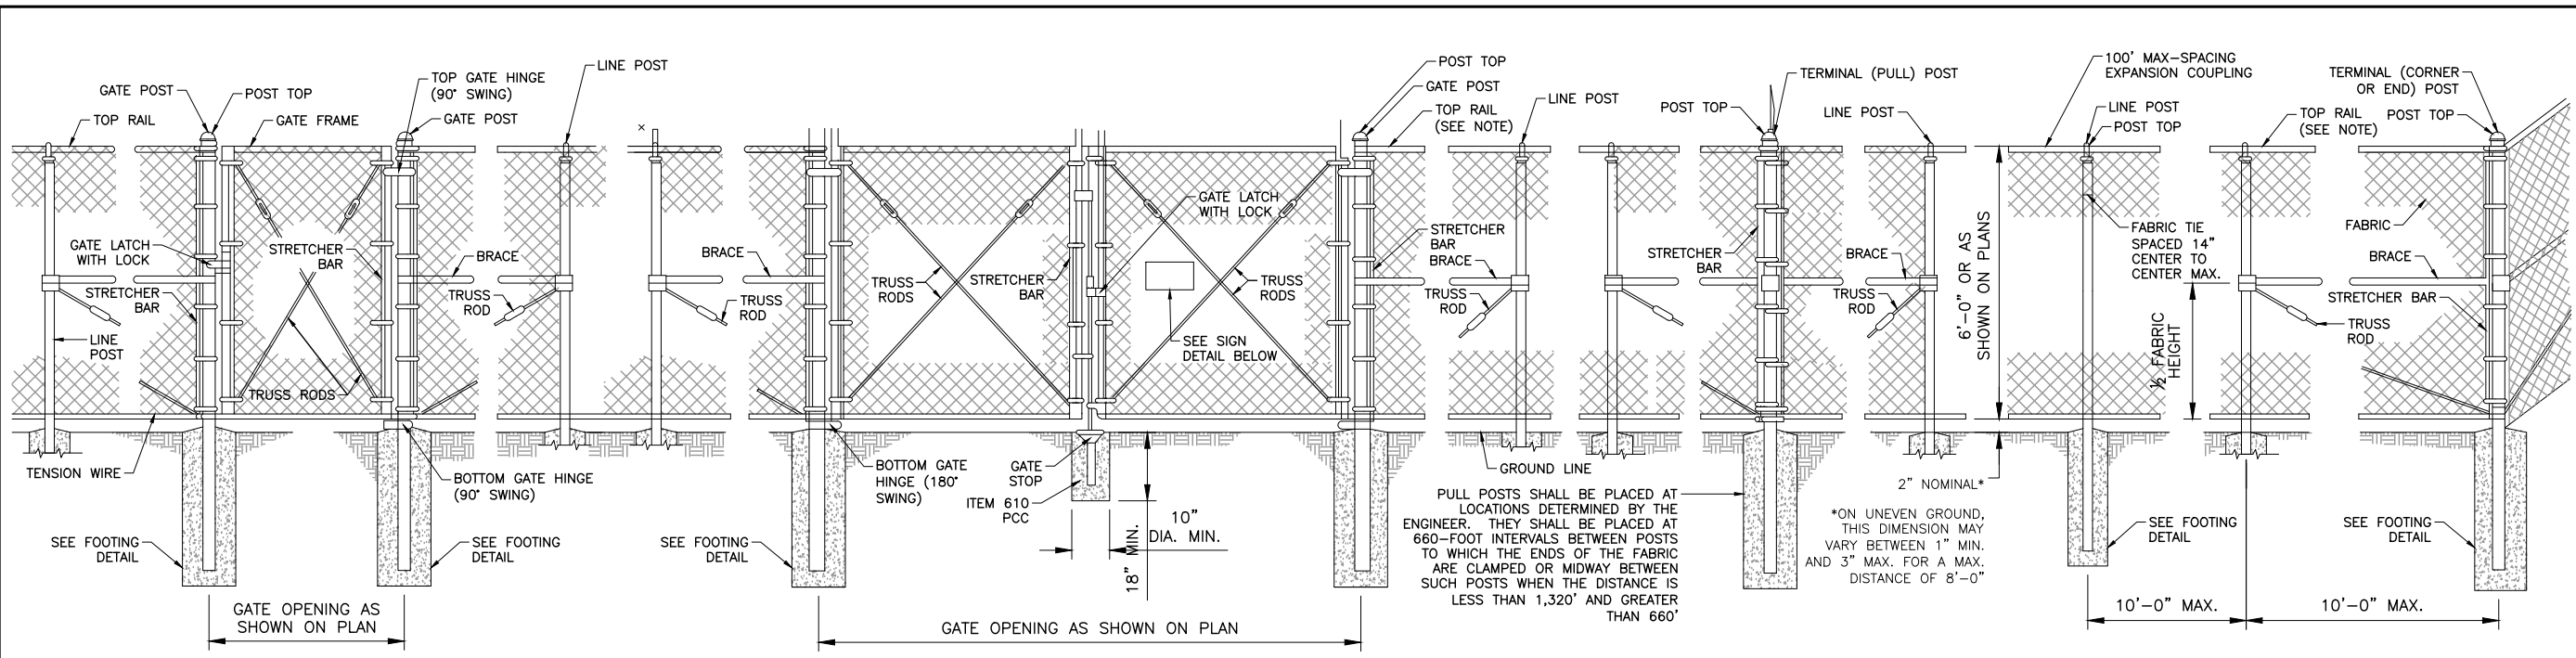 GATE POST
POST TOP
TOP RAIL
GATE FRAME
TOP GATE HINGE
(90° SWING)
GATE POST
LINE POST
×
GATE LATCH
WITH LOCK
STRETCHER
BAR
STRETCHER
BAR
BRACE
TRUSS
ROD
LINE
POST
TRUSS RODS
TENSION WIRE
BOTTOM GATE HINGE
(90° SWING)
SEE FOOTING
DETAIL
SEE FOOTING
DETAIL
GATE OPENING AS
SHOWN ON PLAN
BRACE
TRUSS
ROD
TRUSS
RODS
STRETCHER
BAR
GATE LATCH
WITH LOCK
TRUSS
RODS
SEE SIGN
DETAIL BELOW
BOTTOM GATE
HINGE (180°
SWING)
GATE
STOP
ITEM 610
PCC
18" MIN.
10"
DIA. MIN.
SEE FOOTING
DETAIL
GATE OPENING AS SHOWN ON PLAN
POST TOP
GATE POST
TOP RAIL
(SEE NOTE)
LINE POST
STRETCHER
BAR
BRACE
TRUSS
ROD
GROUND LINE
PULL POSTS SHALL BE PLACED AT
LOCATIONS DETERMINED BY THE
ENGINEER. THEY SHALL BE PLACED AT
660-FOOT INTERVALS BETWEEN POSTS
TO WHICH THE ENDS OF THE FABRIC
ARE CLAMPED OR MIDWAY BETWEEN
SUCH POSTS WHEN THE DISTANCE IS
LESS THAN 1,320' AND GREATER
THAN 660'
TERMINAL (PULL) POST
POST TOP
LINE POST
STRETCHER
BAR
BRACE
TRUSS
ROD
6'-0" OR AS
SHOWN ON PLANS
2" NOMINAL*
*ON UNEVEN GROUND,
THIS DIMENSION MAY
VARY BETWEEN 1" MIN.
AND 3" MAX. FOR A MAX.
DISTANCE OF 8'-0"
100' MAX-SPACING
EXPANSION COUPLING
LINE POST
POST TOP
FABRIC TIE
SPACED 14"
CENTER TO
CENTER MAX.
½ FABRIC
HEIGHT
SEE FOOTING
DETAIL
TOP RAIL
(SEE NOTE)
TERMINAL (CORNER
OR END) POST
POST TOP
FABRIC
BRACE
STRETCHER BAR
TRUSS
ROD
SEE FOOTING
DETAIL
10'-0" MAX.
10'-0" MAX.